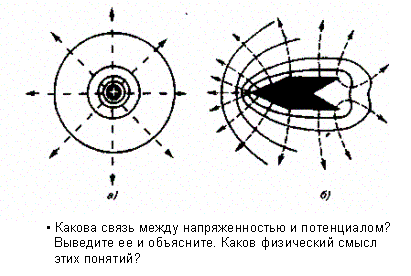 а) б)
• Какова связь между напряженностью и потенциалом?
Выведите ее и объясните. Каков физический смысл
этих понятий?